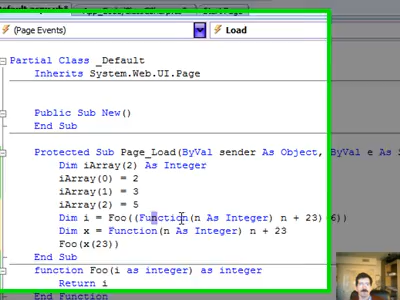 (Page Events)
Load
Partial Class _Default
Inherits System.Web.UI.Page
Public Sub New()
End Sub
Protected Sub Page_Load(ByVal sender As Object, ByVal e As
Dim iArray(2) As Integer
iArray(0) = 2
iArray(1) = 3
iArray(2) = 5
Dim i = Foo((Function(n As Integer) n + 23)(6))
Dim x = Function(n As Integer) n + 23
Foo(x(23))
End Sub
function Foo(i as integer) as integer
Return i
End Function